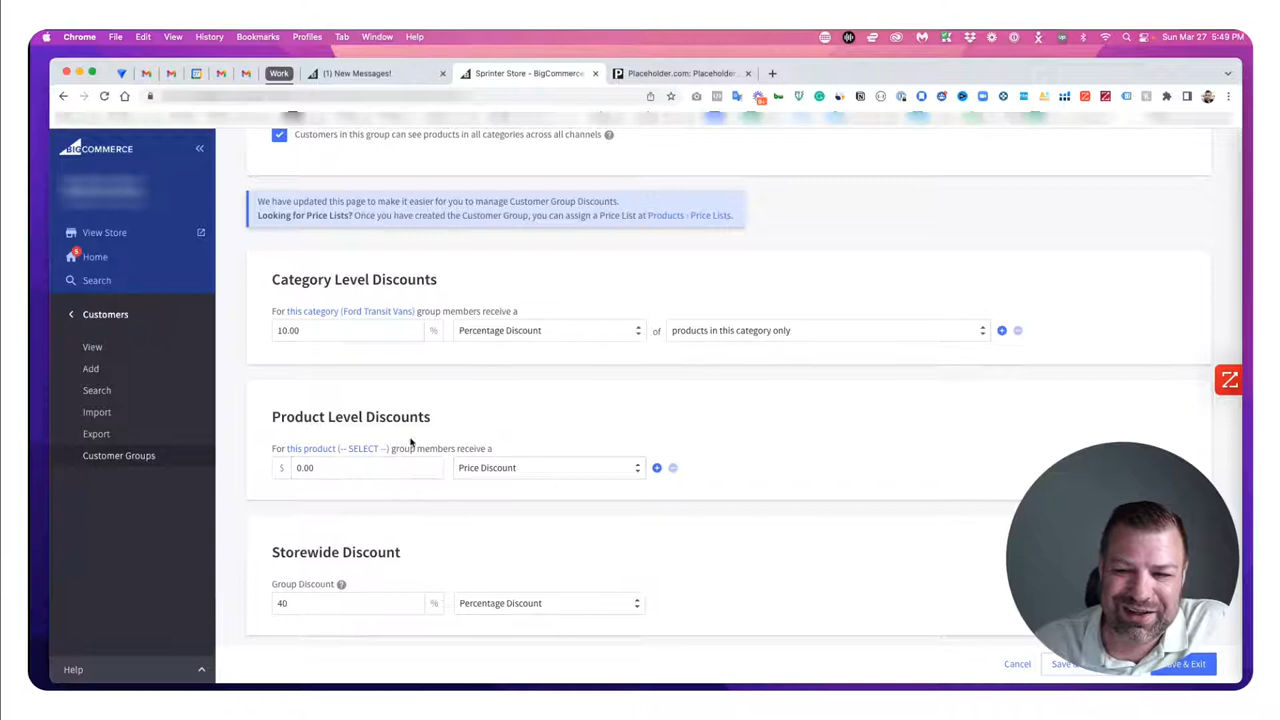 Chrome File Edit View History Bookmarks Profiles Tab Window Help Sun Mar 27 5:49 PM
Work (1) New Messages! Sprinter Store - BigCommerce Placeholder.com: Placeholder
Customers in this group can see products in all categories across all channels
BIGCOMMERCE
We have updated this page to make it easier for you to manage Customer Group Discounts.
Looking for Price Lists? Once you have created the Customer Group, you can assign a Price List at Products › Price Lists.
View Store
5
Home
Search
Customers
View
Add
Search
Import
Export
Customer Groups
Help
Category Level Discounts
For this category (Ford Transit Vans) group members receive a
10.00 % Percentage Discount of products in this category only
Product Level Discounts
For this product (-- SELECT --) group members receive a
$ 0.00 Price Discount
Storewide Discount
Group Discount
40 % Percentage Discount
Cancel Save & Exit